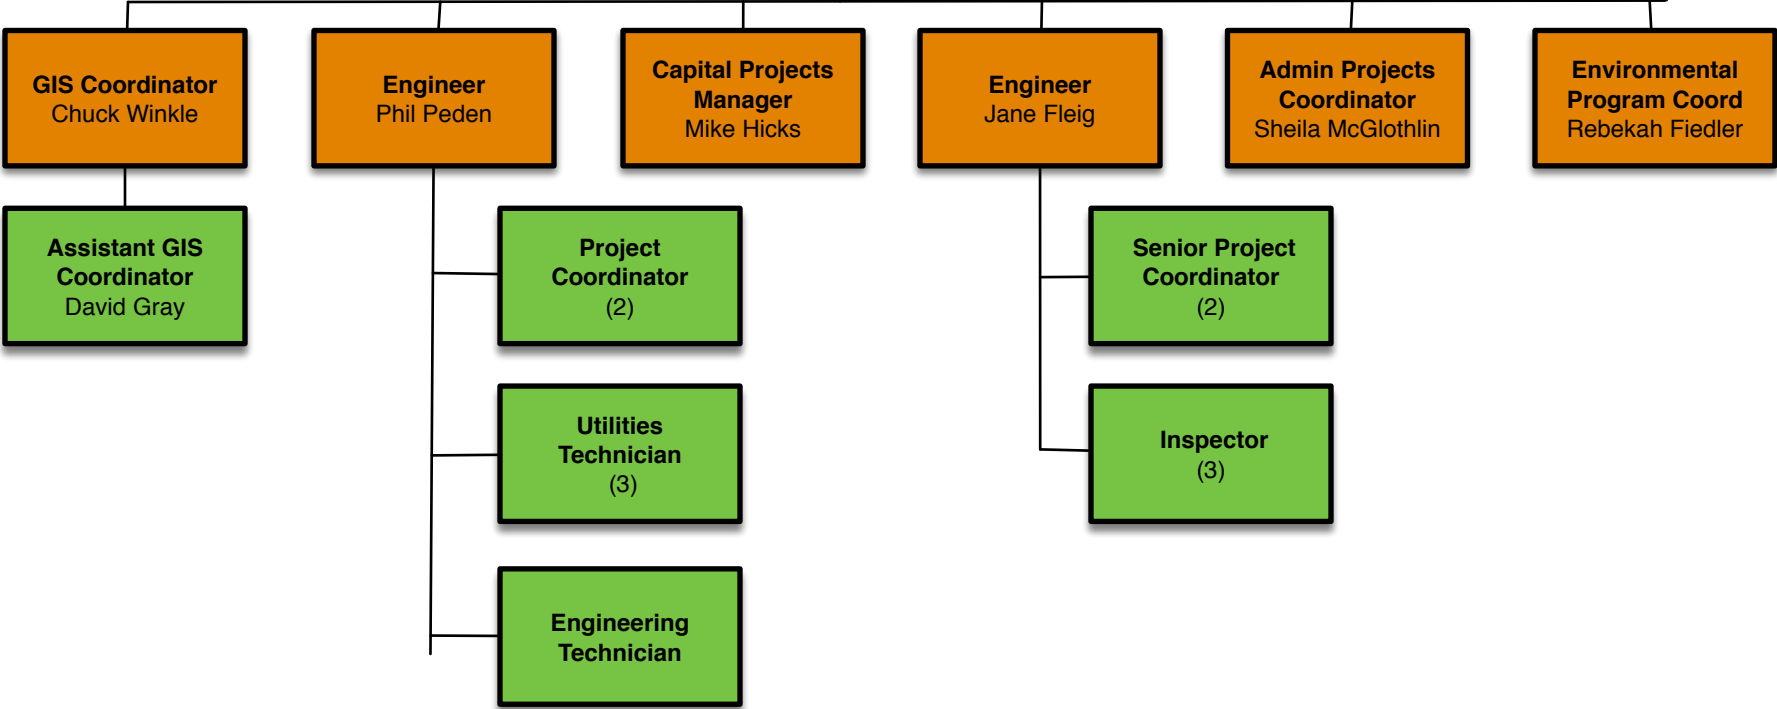 GIS Coordinator
Chuck Winkle
Engineer
Phil Peden
Capital Projects
Manager
Mike Hicks
Engineer
Jane Fleig
Admin Projects
Coordinator
Sheila McGlothlin
Environmental
Program Coord
Rebekah Fiedler
Assistant GIS
Coordinator
David Gray
Project
Coordinator
(2)
Senior Project
Coordinator
(2)
Utilities
Technician
(3)
Inspector
(3)
Engineering
Technician